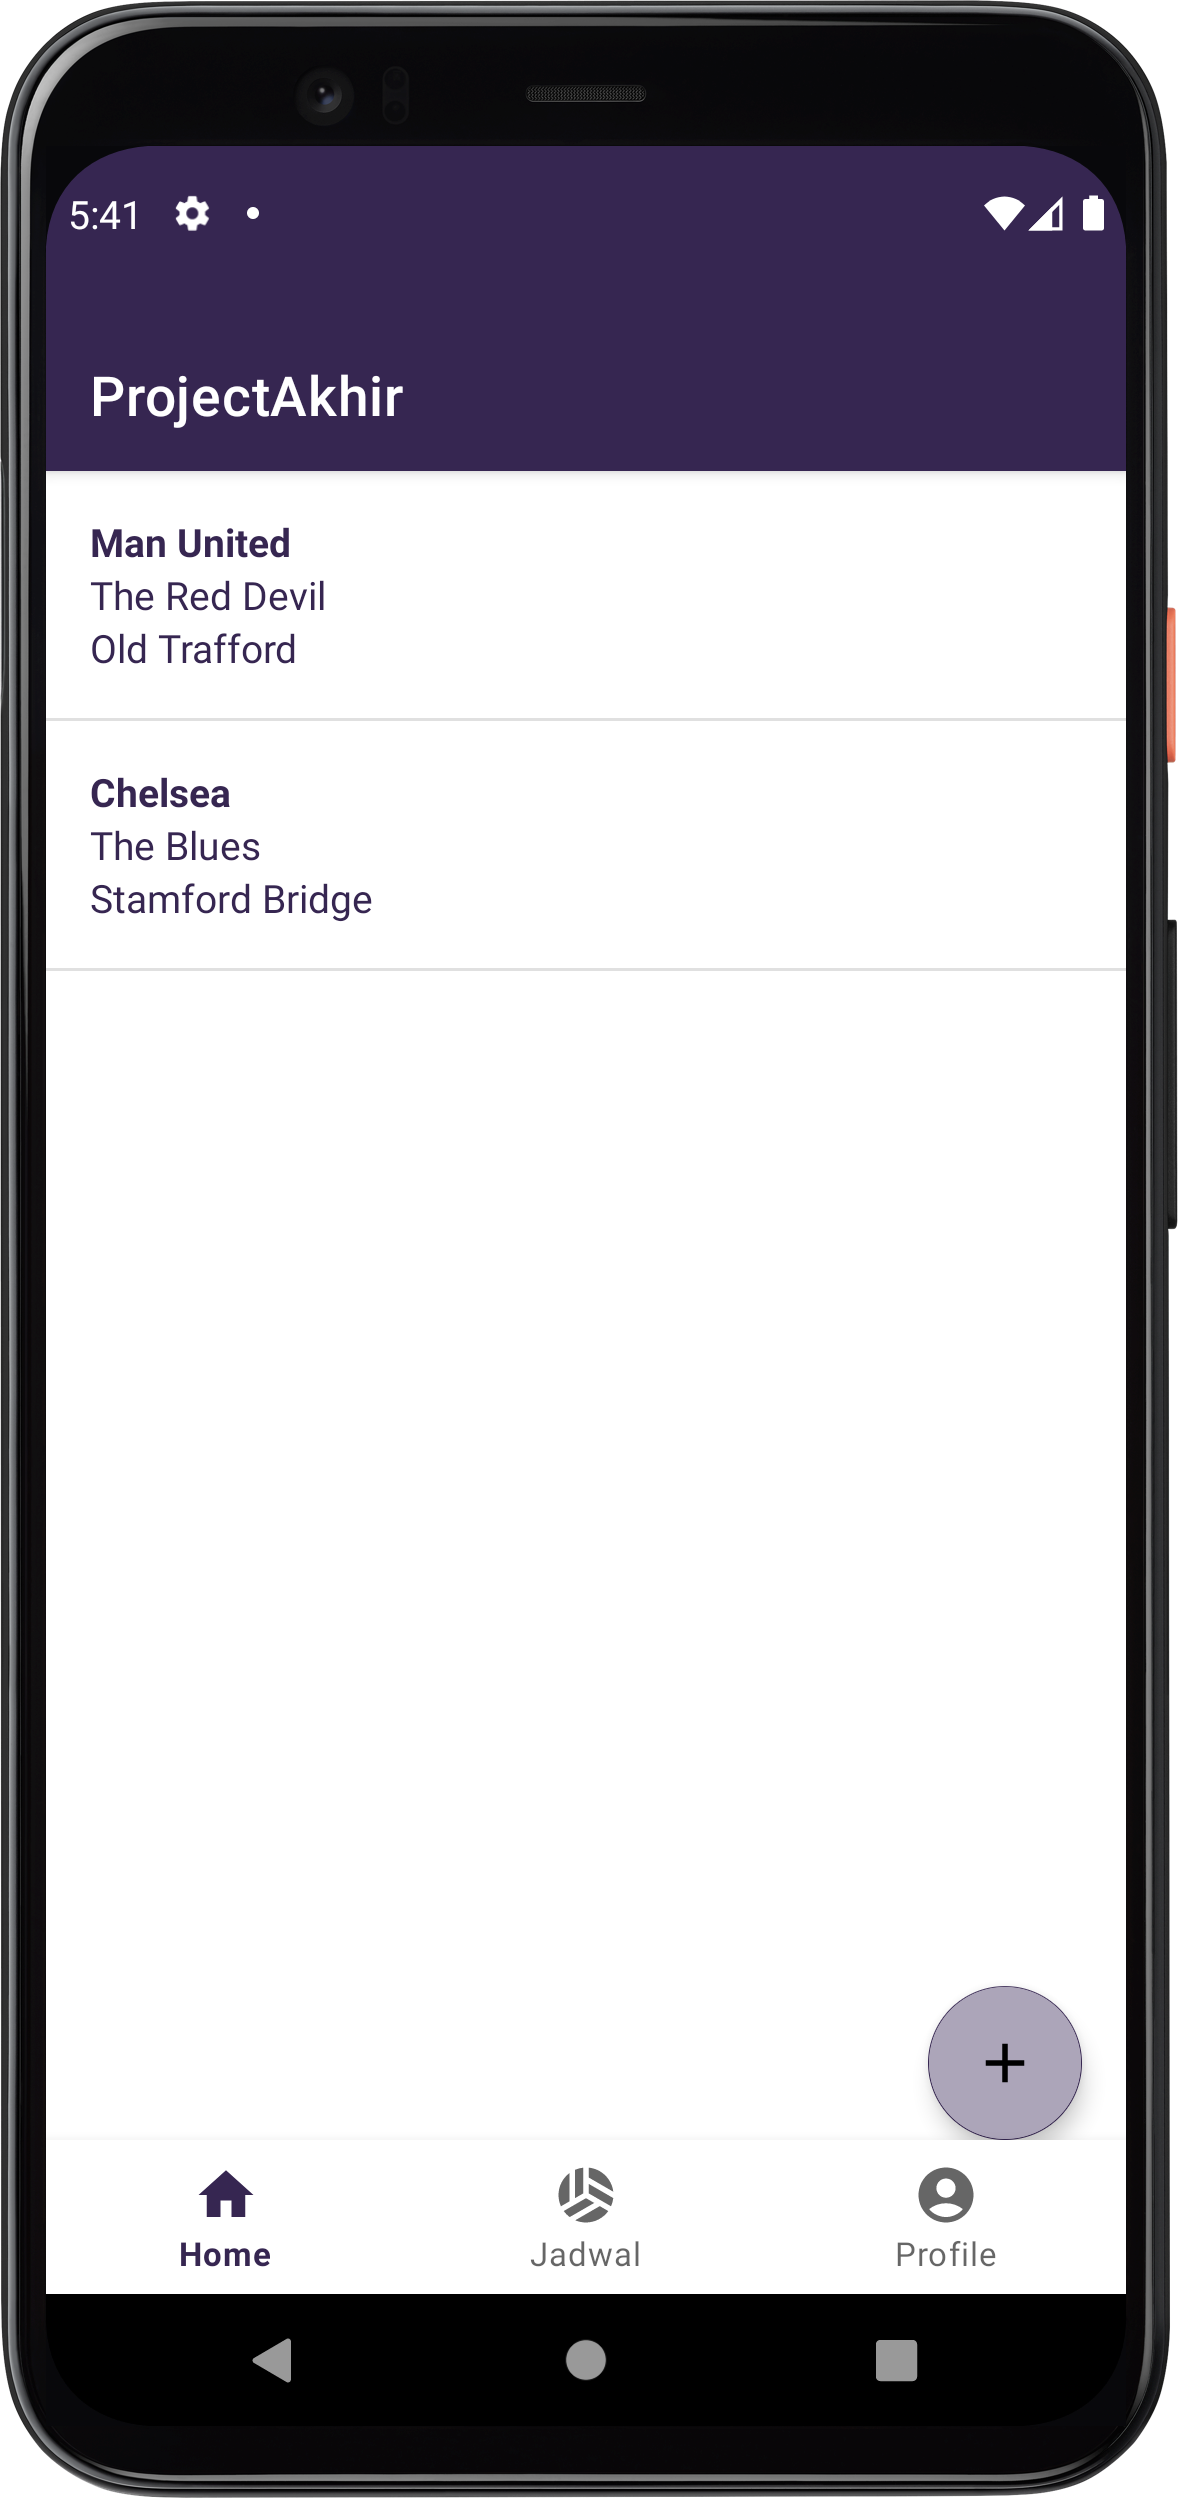 5:41
ProjectAkhir
Man United
The Red Devil
Old Trafford
Chelsea
The Blues
Stamford Bridge
Home
Jadwal
Profile